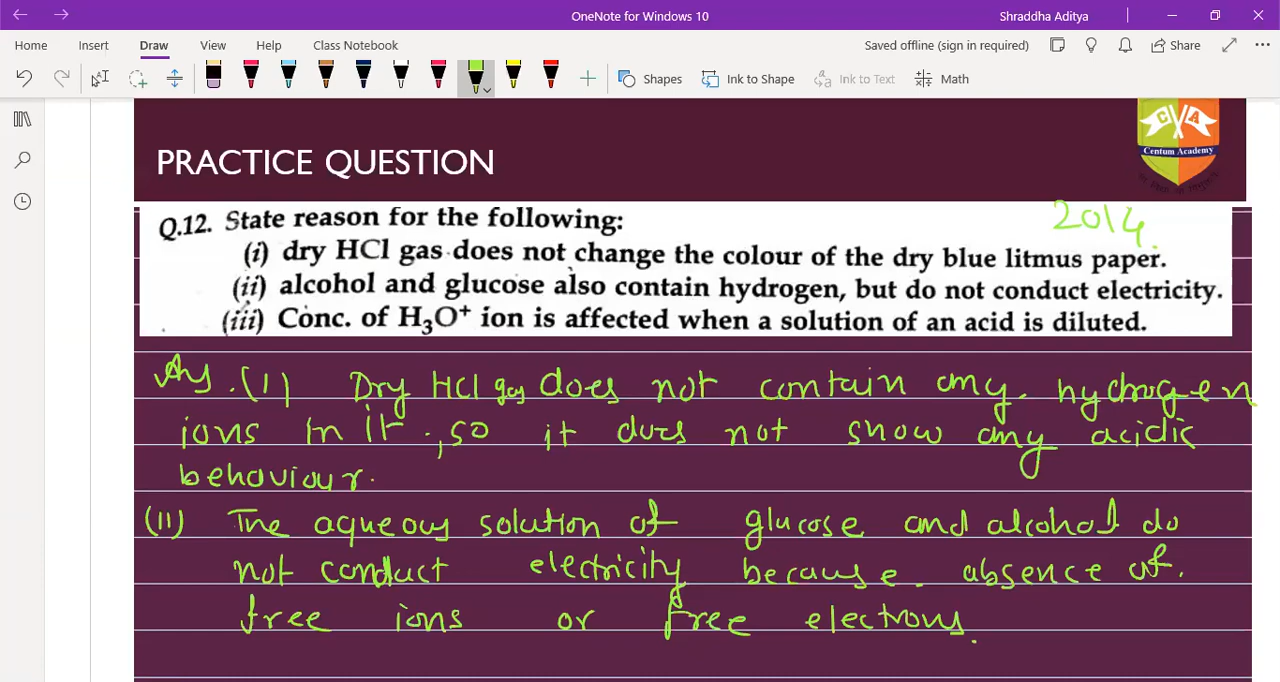 OneNote for Windows 10
Shraddha Aditya
Home Insert Draw View Help Class Notebook
Saved offline (sign in required) Share
Shapes Ink to Shape Ink to Text Math
CA
Centum Academy
PRACTICE QUESTION
2014.
Q.12. State reason for the following:
(i) dry HCl gas does not change the colour of the dry blue litmus paper.
(ii) alcohol and glucose also contain hydrogen, but do not conduct electricity.
(iii) Conc. of H₃O⁺ ion is affected when a solution of an acid is diluted.
Ans. (I) Dry HCl gas does not contain any hydrogen
ions in it, so it does not show any acidic
behaviour.
(II) The aqueous solution of glucose and alcohol do
not conduct electricity because absence of
free ions or free electrons.